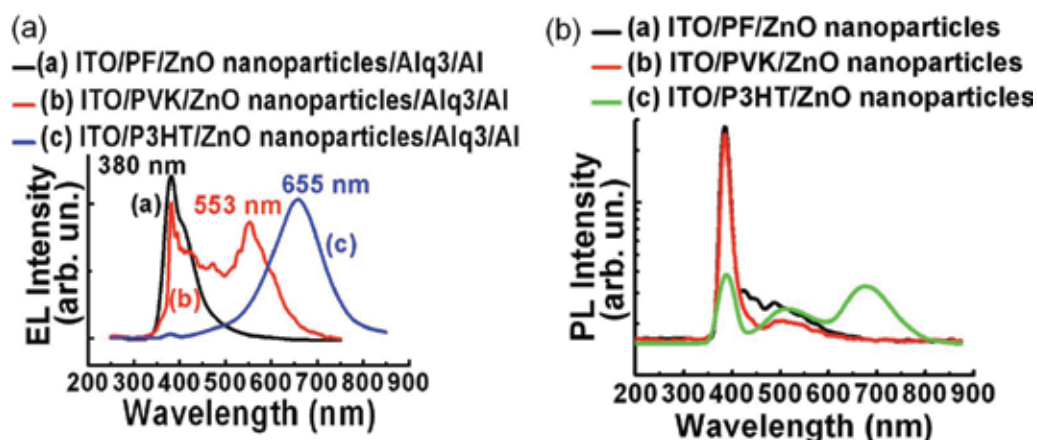 (a)
(a) ITO/PF/ZnO nanoparticles/Alq3/Al
(b) ITO/PVK/ZnO nanoparticles/Alq3/Al
(c) ITO/P3HT/ZnO nanoparticles/Alq3/Al
380 nm
655 nm
(a)
553 nm
(c)
(b)
EL Intensity
(arb. un.)
200 300 400 500 600 700 800 900
Wavelength (nm)
(b)
(a) ITO/PF/ZnO nanoparticles
(b) ITO/PVK/ZnO nanoparticles
(c) ITO/P3HT/ZnO nanoparticles
PL Intensity
(arb. un.)
200 300 400 500 600 700 800 900
Wavelength (nm)